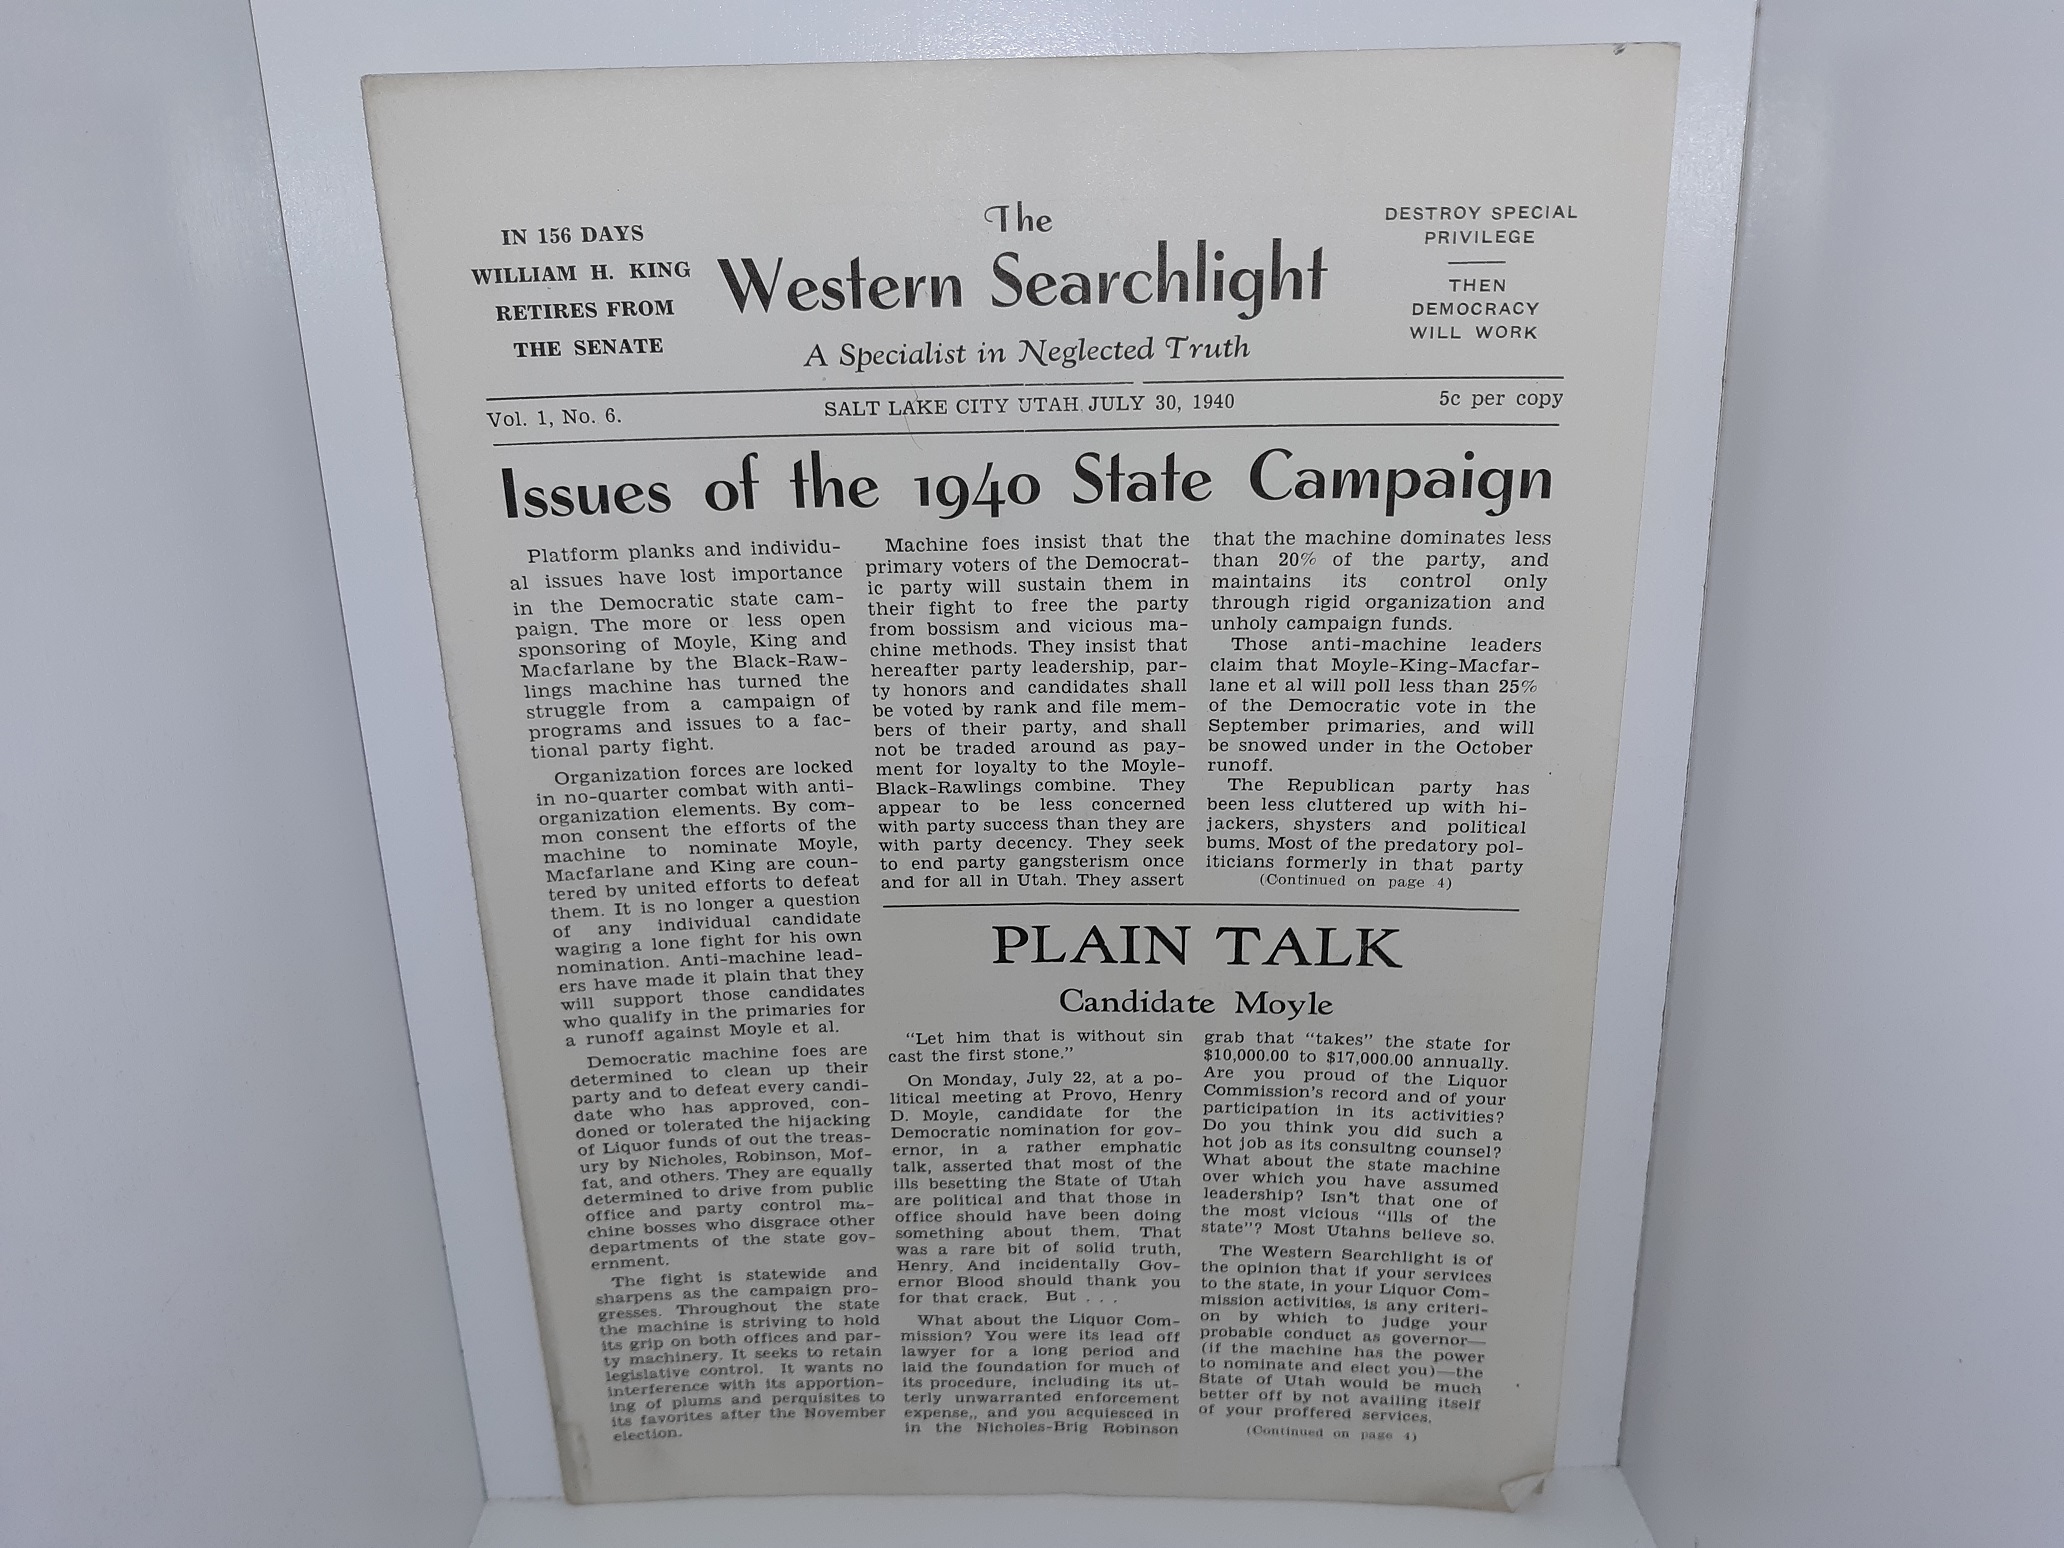 IN 156 DAYS
WILLIAM H. KING
RETIRES FROM
THE SENATE
The
Western Searchlight
A Specialist in Neglected Truth
DESTROY SPECIAL
PRIVILEGE
THEN
DEMOCRACY
WILL WORK
Vol. 1, No. 6.
SALT LAKE CITY UTAH JULY 30, 1940
5c per copy
Issues of the 1940 State Campaign
Platform planks and individu-
al issues have lost importance
in the Democratic state cam-
paign. The more or less open
sponsoring of Moyle, King and
Macfarlane by the Black-Raw-
lings machine has turned the
struggle from a campaign of
programs and issues to a fac-
tional party fight.
Organization forces are locked
in no-quarter combat with anti-
organization elements. By com-
mon consent the efforts of the
machine to nominate Moyle,
Macfarlane and King are coun-
tered by united efforts to defeat
them. It is no longer a question
of any individual candidate
waging a lone fight for his own
nomination. Anti-machine lead-
ers have made it plain that they
will support those candidates
who qualify in the primaries for
a runoff against Moyle et al.
Democratic machine foes are
determined to clean up their
party and to defeat every candi-
date who has approved, con-
doned or tolerated the hijacking
of Liquor funds of out the treas-
ury by Nicholes, Robinson, Mof-
fat, and others. They are equally
determined to drive from public
office and party control ma-
chine bosses who disgrace other
departments of the state gov-
ernment.
The fight is statewide and
sharpens as the campaign pro-
gresses. Throughout the state
the machine is striving to hold
its grip on both offices and par-
ty machinery. It seeks to retain
legislative control. It wants no
interference with its apportion-
ing of plums and perquisites to
its favorites after the November
election.
Machine foes insist that the
primary voters of the Democrat-
ic party will sustain them in
their fight to free the party
from bossism and vicious ma-
chine methods. They insist that
hereafter party leadership, par-
ty honors and candidates shall
be voted by rank and file mem-
bers of their party, and shall
not be traded around as pay-
ment for loyalty to the Moyle-
Black-Rawlings combine. They
appear to be less concerned
with party success than they are
with party decency. They seek
to end party gangsterism once
and for all in Utah. They assert
that the machine dominates less
than 20% of the party, and
maintains its control only
through rigid organization and
unholy campaign funds.
Those anti-machine leaders
claim that Moyle-King-Macfar-
lane et al will poll less than 25%
of the Democratic vote in the
September primaries, and will
be snowed under in the October
runoff.
The Republican party has
been less cluttered up with hi-
jackers, shysters and political
bums. Most of the predatory pol-
iticians formerly in that party
(Continued on page 4)
PLAIN TALK
Candidate Moyle
"Let him that is without sin
cast the first stone."
On Monday, July 22, at a po-
litical meeting at Provo, Henry
D. Moyle, candidate for the
Democratic nomination for gov-
ernor, in a rather emphatic
talk, asserted that most of the
ills besetting the State of Utah
are political and that those in
office should have been doing
something about them. That
was a rare bit of solid truth,
Henry. And incidentally Gov-
ernor Blood should thank you
for that crack. But . . .
What about the Liquor Com-
mission? You were its lead off
lawyer for a long period and
laid the foundation for much of
its procedure, including its ut-
terly unwarranted enforcement
expense,, and you acquiesced in
in the Nicholes-Brig Robinson
grab that "takes" the state for
$10,000.00 to $17,000.00 annually.
Are you proud of the Liquor
Commission's record and of your
participation in its activities?
Do you think you did such a
hot job as its consultng counsel?
What about the state machine
over which you have assumed
leadership? Isn't that one of
the most vicious "ills of the
state"? Most Utahns believe so.
The Western Searchlight is of
the opinion that if your services
to the state, in your Liquor Com-
mission activities, is any criteri-
on by which to judge your
probable conduct as governor—
(if the machine has the power
to nominate and elect you)—the
State of Utah would be much
better off by not availing itself
of your proffered services.
(Continued on page 4)